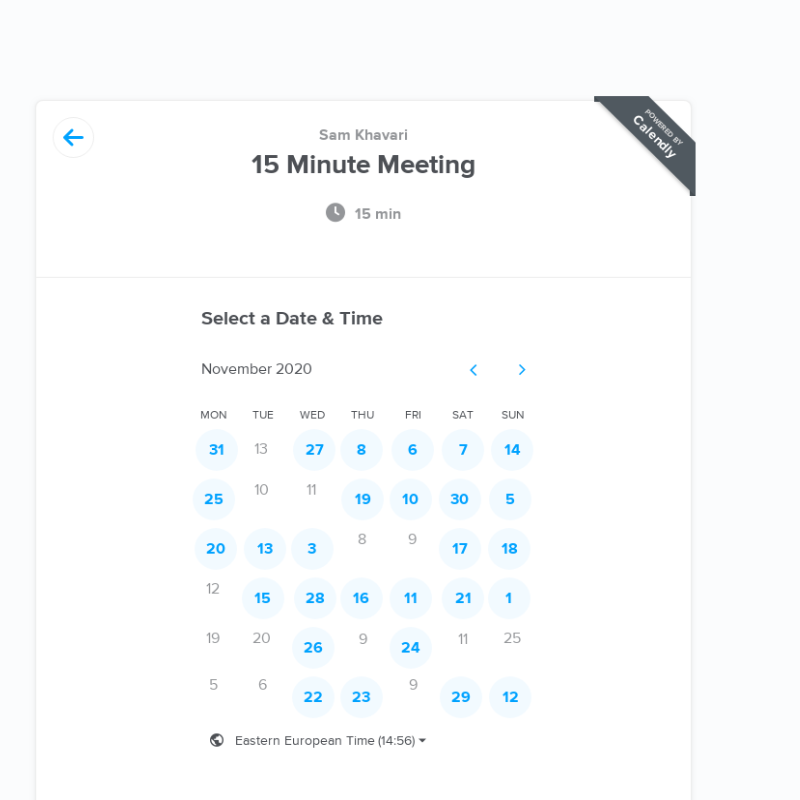 POWERED BY
Calendly
Sam Khavari
15 Minute Meeting
15 min
Select a Date & Time
November 2020
MON TUE WED THU FRI SAT SUN
31 13 27 8 6 7 14
25 10 11 19 10 30 5
20 13 3 8 9 17 18
12 15 28 16 11 21 1
19 20 26 9 24 11 25
5 6 22 23 9 29 12
Eastern European Time (14:56)